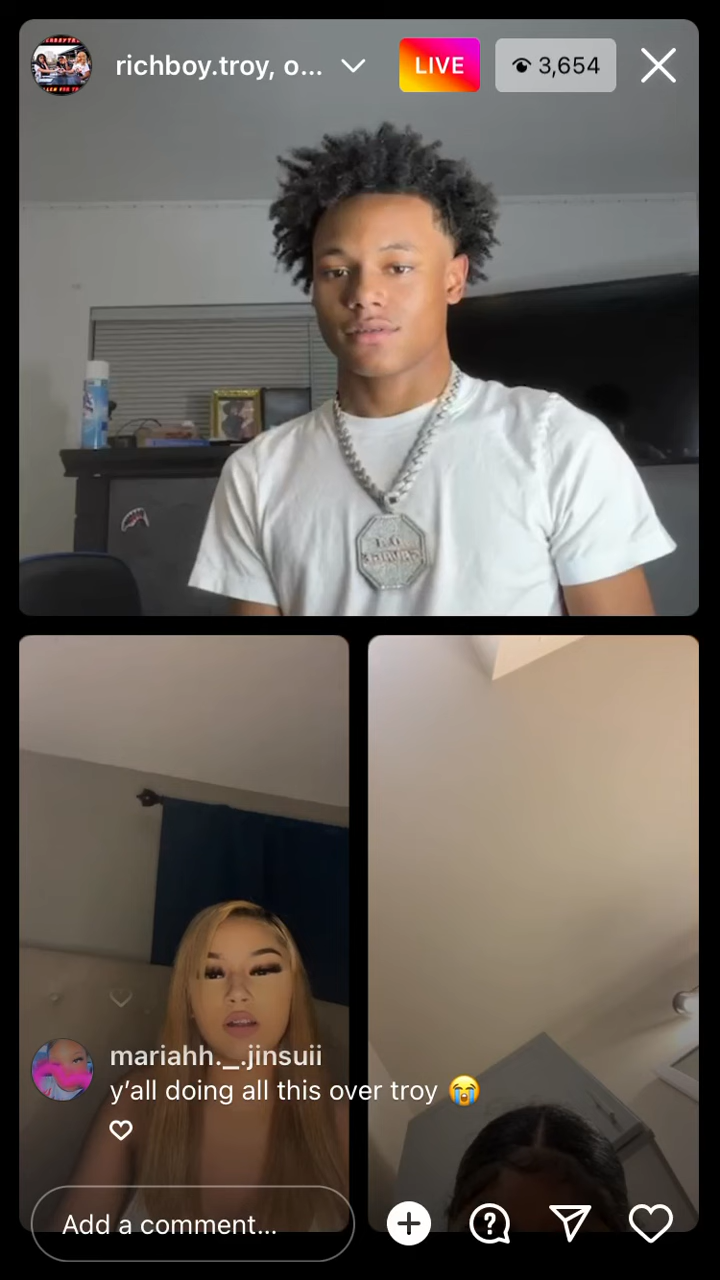 richboy.troy, o...
LIVE
3,654
mariahh._.jinsuii
y'all doing all this over troy 😭
Add a comment...